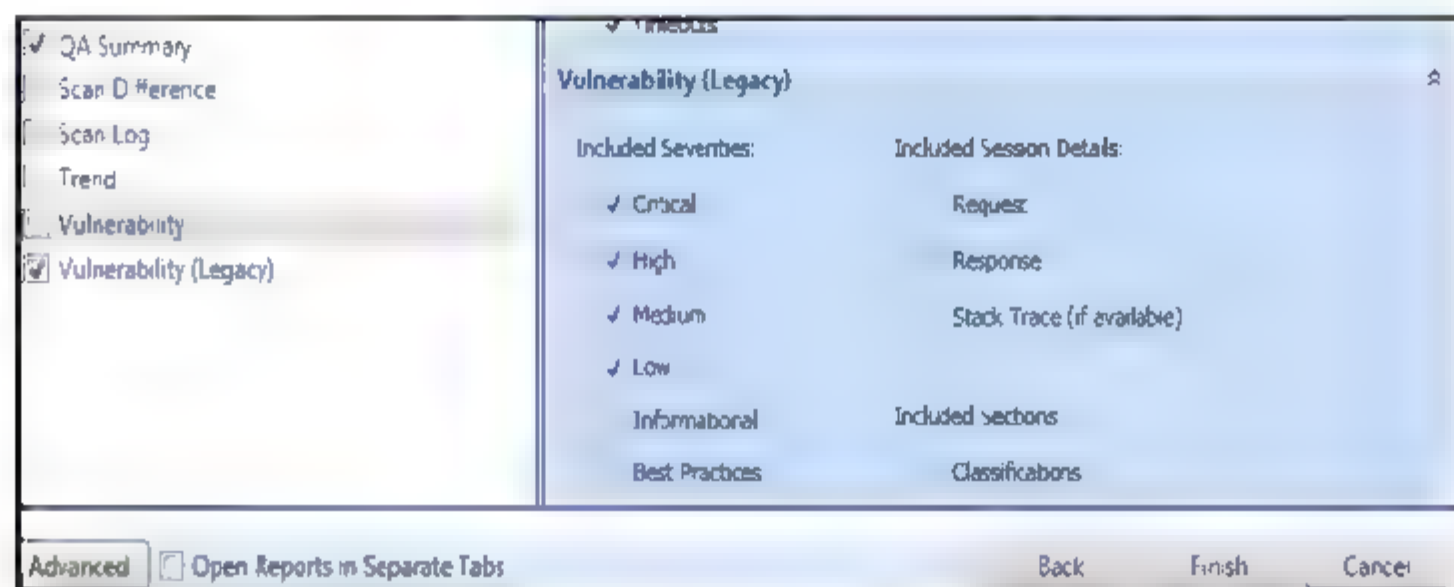 QA Summary
Scan Difference
Scan Log
Trend
Vulnerability
Vulnerability (Legacy)
Timeouts
Vulnerability (Legacy)
Included Severities:
Critical
High
Medium
Low
Informational
Best Practices
Included Session Details:
Request
Response
Stack Trace (if available)
Included Sections
Classifications
Advanced Open Reports in Separate Tabs Back Finish Cancel